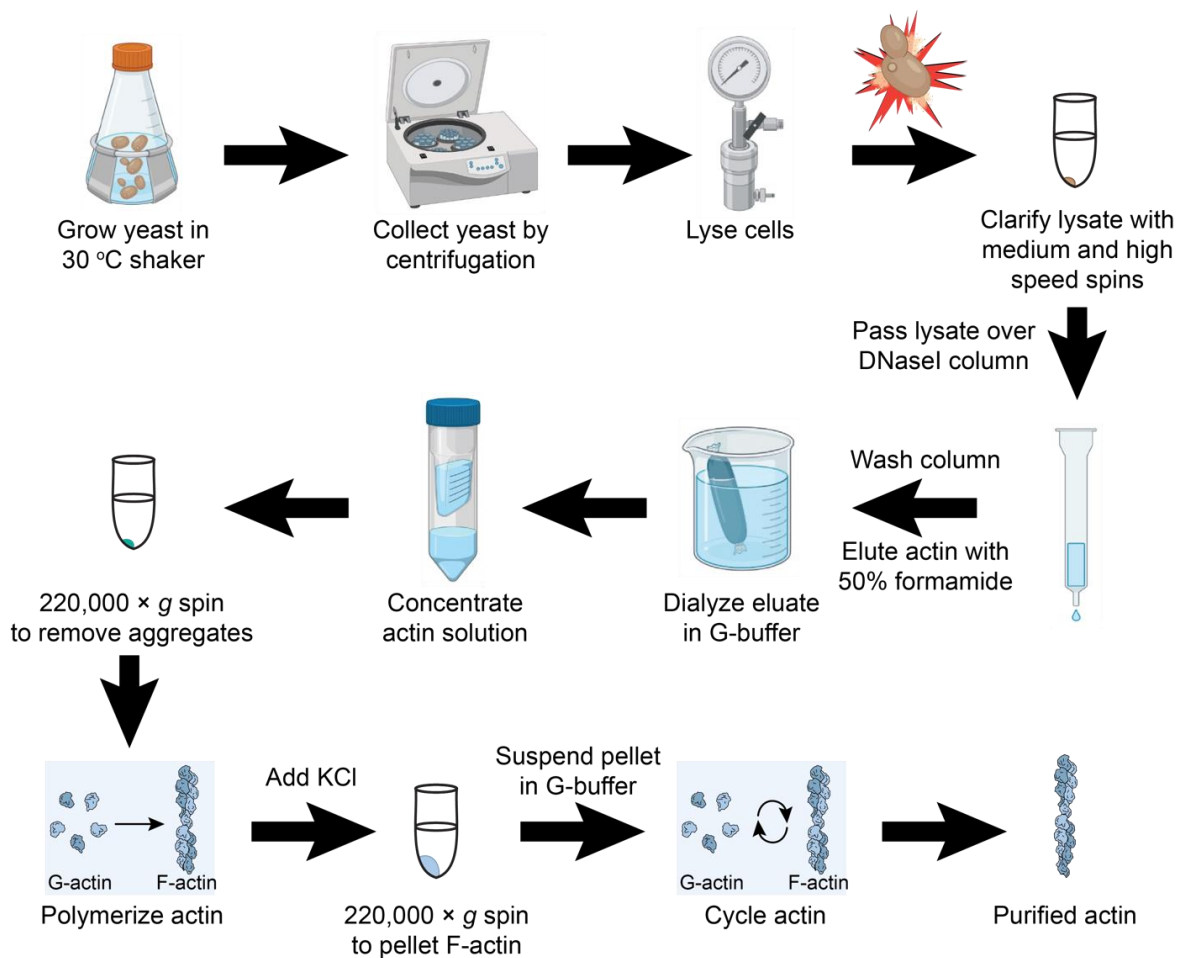 Grow yeast in
30 °C shaker
Collect yeast by
centrifugation
Lyse cells
Clarify lysate with
medium and high
speed spins
Pass lysate over
DNaseI column
Wash column
Elute actin with
50% formamide
Dialyze eluate
in G-buffer
Concentrate
actin solution
220,000 × g spin
to remove aggregates
G-actin
F-actin
Polymerize actin
Add KCl
220,000 × g spin
to pellet F-actin
Suspend pellet
in G-buffer
G-actin
F-actin
Cycle actin
Purified actin